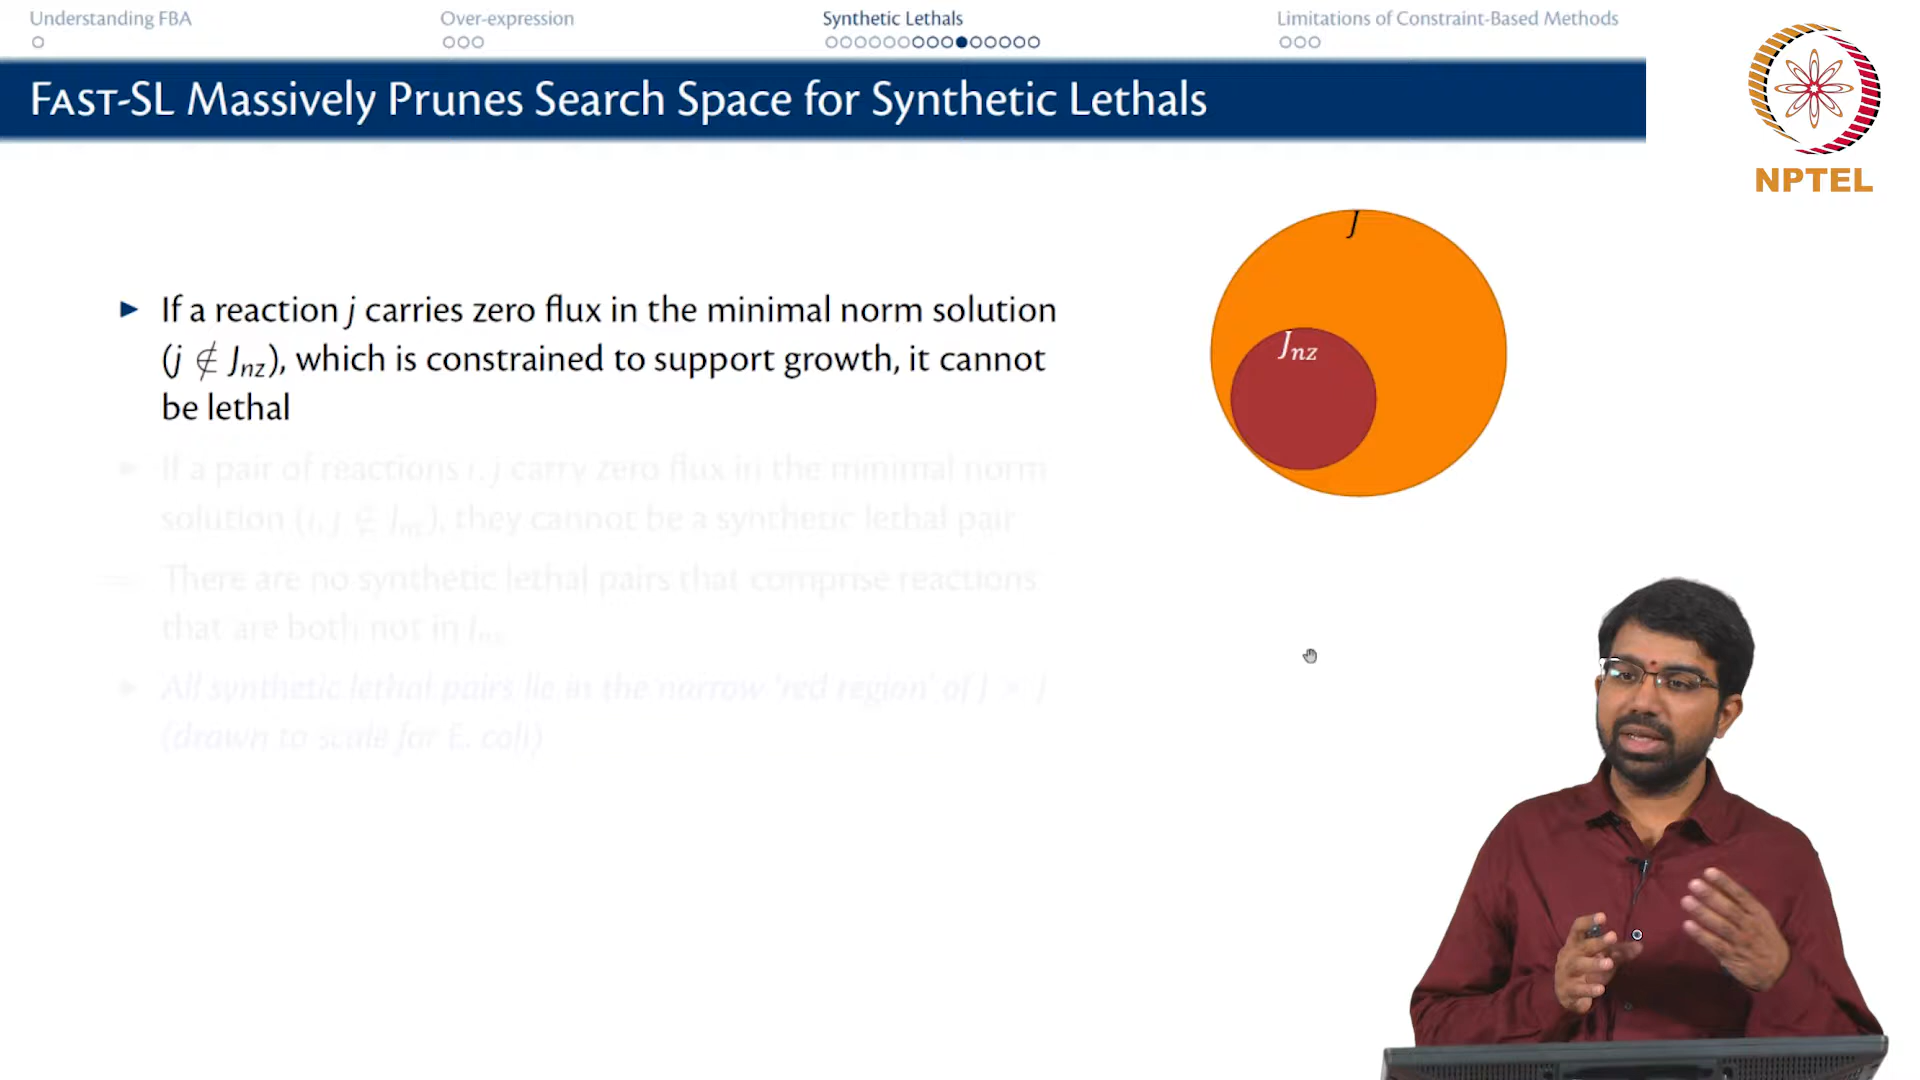 Understanding FBA
Over-expression
Synthetic Lethals
Limitations of Constraint-Based Methods
FAST-SL Massively Prunes Search Space for Synthetic Lethals
NPTEL
J
J_nz
► If a reaction j carries zero flux in the minimal norm solution
(j ∉ J_nz), which is constrained to support growth, it cannot
be lethal
► If a pair of reactions i, j carry zero flux in the minimal norm
solution (i, j ∉ J_nz), they cannot be a synthetic lethal pair
There are no synthetic lethal pairs that comprise reactions
that are both not in J_nz
► All synthetic lethal pairs lie in the narrow 'red region' of J × J
(drawn to scale for E. coli)